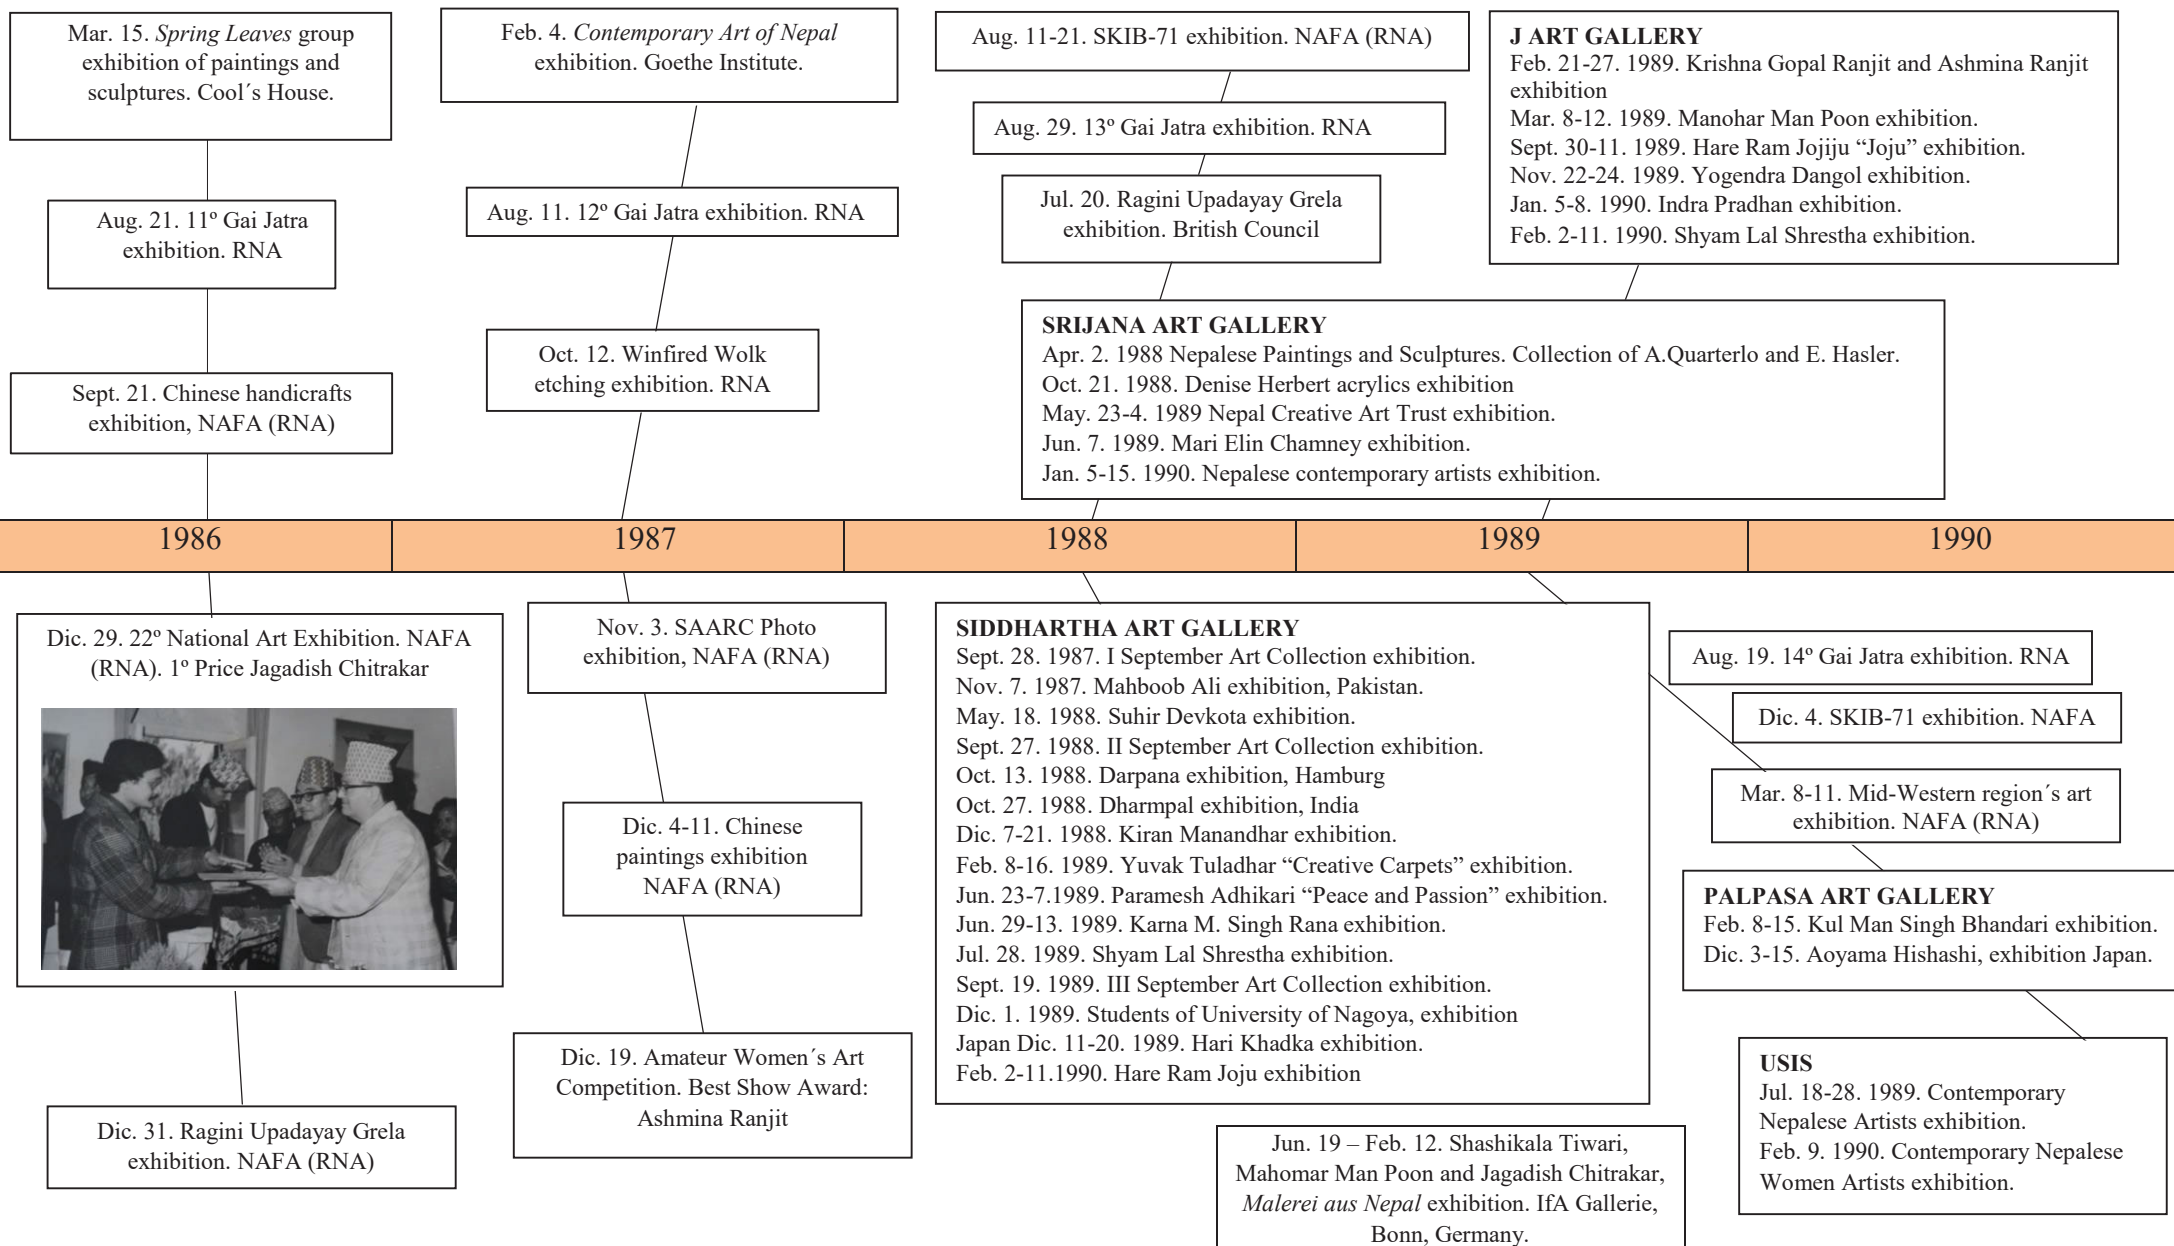 Mar. 15. Spring Leaves group
exhibition of paintings and
sculptures. Cool´s House.
Aug. 21. 11º Gai Jatra
exhibition. RNA
Sept. 21. Chinese handicrafts
exhibition, NAFA (RNA)
Feb. 4. Contemporary Art of Nepal
exhibition. Goethe Institute.
Aug. 11. 12º Gai Jatra exhibition. RNA
Oct. 12. Winfired Wolk
etching exhibition. RNA
Aug. 11-21. SKIB-71 exhibition. NAFA (RNA)
Aug. 29. 13º Gai Jatra exhibition. RNA
Jul. 20. Ragini Upadayay Grela
exhibition. British Council
J ART GALLERY
Feb. 21-27. 1989. Krishna Gopal Ranjit and Ashmina Ranjit
exhibition
Mar. 8-12. 1989. Manohar Man Poon exhibition.
Sept. 30-11. 1989. Hare Ram Jojiju “Joju” exhibition.
Nov. 22-24. 1989. Yogendra Dangol exhibition.
Jan. 5-8. 1990. Indra Pradhan exhibition.
Feb. 2-11. 1990. Shyam Lal Shrestha exhibition.
SRIJANA ART GALLERY
Apr. 2. 1988 Nepalese Paintings and Sculptures. Collection of A.Quarterlo and E. Hasler.
Oct. 21. 1988. Denise Herbert acrylics exhibition
May. 23-4. 1989 Nepal Creative Art Trust exhibition.
Jun. 7. 1989. Mari Elin Chamney exhibition.
Jan. 5-15. 1990. Nepalese contemporary artists exhibition.
1986
1987
1988
1989
1990
Dic. 29. 22º National Art Exhibition. NAFA
(RNA). 1º Price Jagadish Chitrakar
Dic. 31. Ragini Upadayay Grela
exhibition. NAFA (RNA)
Nov. 3. SAARC Photo
exhibition, NAFA (RNA)
Dic. 4-11. Chinese
paintings exhibition
NAFA (RNA)
Dic. 19. Amateur Women´s Art
Competition. Best Show Award:
Ashmina Ranjit
SIDDHARTHA ART GALLERY
Sept. 28. 1987. I September Art Collection exhibition.
Nov. 7. 1987. Mahboob Ali exhibition, Pakistan.
May. 18. 1988. Suhir Devkota exhibition.
Sept. 27. 1988. II September Art Collection exhibition.
Oct. 13. 1988. Darpana exhibition, Hamburg
Oct. 27. 1988. Dharmpal exhibition, India
Dic. 7-21. 1988. Kiran Manandhar exhibition.
Feb. 8-16. 1989. Yuvak Tuladhar “Creative Carpets” exhibition.
Jun. 23-7.1989. Paramesh Adhikari “Peace and Passion” exhibition.
Jun. 29-13. 1989. Karna M. Singh Rana exhibition.
Jul. 28. 1989. Shyam Lal Shrestha exhibition.
Sept. 19. 1989. III September Art Collection exhibition.
Dic. 1. 1989. Students of University of Nagoya, exhibition
Japan Dic. 11-20. 1989. Hari Khadka exhibition.
Feb. 2-11.1990. Hare Ram Joju exhibition
Jun. 19 – Feb. 12. Shashikala Tiwari,
Mahomar Man Poon and Jagadish Chitrakar,
Malerei aus Nepal exhibition. IfA Gallerie,
Bonn, Germany.
Aug. 19. 14º Gai Jatra exhibition. RNA
Dic. 4. SKIB-71 exhibition. NAFA
Mar. 8-11. Mid-Western region´s art
exhibition. NAFA (RNA)
PALPASA ART GALLERY
Feb. 8-15. Kul Man Singh Bhandari exhibition.
Dic. 3-15. Aoyama Hishashi, exhibition Japan.
USIS
Jul. 18-28. 1989. Contemporary
Nepalese Artists exhibition.
Feb. 9. 1990. Contemporary Nepalese
Women Artists exhibition.